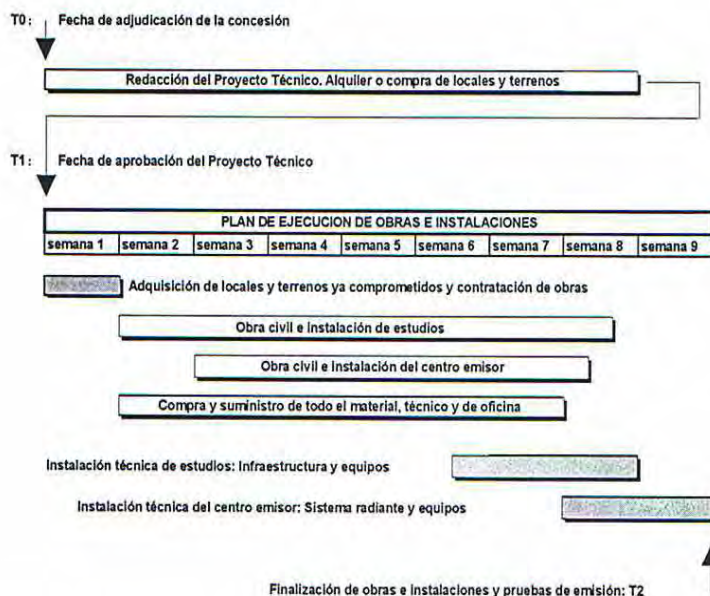 T0: Fecha de adjudicación de la concesión
Redacción del Proyecto Técnico. Alquiler o compra de locales y terrenos
T1: Fecha de aprobación del Proyecto Técnico
PLAN DE EJECUCION DE OBRAS E INSTALACIONES
semana 1 semana 2 semana 3 semana 4 semana 5 semana 6 semana 7 semana 8 semana 9
Adquisición de locales y terrenos ya comprometidos y contratación de obras
Obra civil e instalación de estudios
Obra civil e instalación del centro emisor
Compra y suministro de todo el material, técnico y de oficina
Instalación técnica de estudios: Infraestructura y equipos
Instalación técnica del centro emisor: Sistema radiante y equipos
Finalización de obras e instalaciones y pruebas de emisión: T2